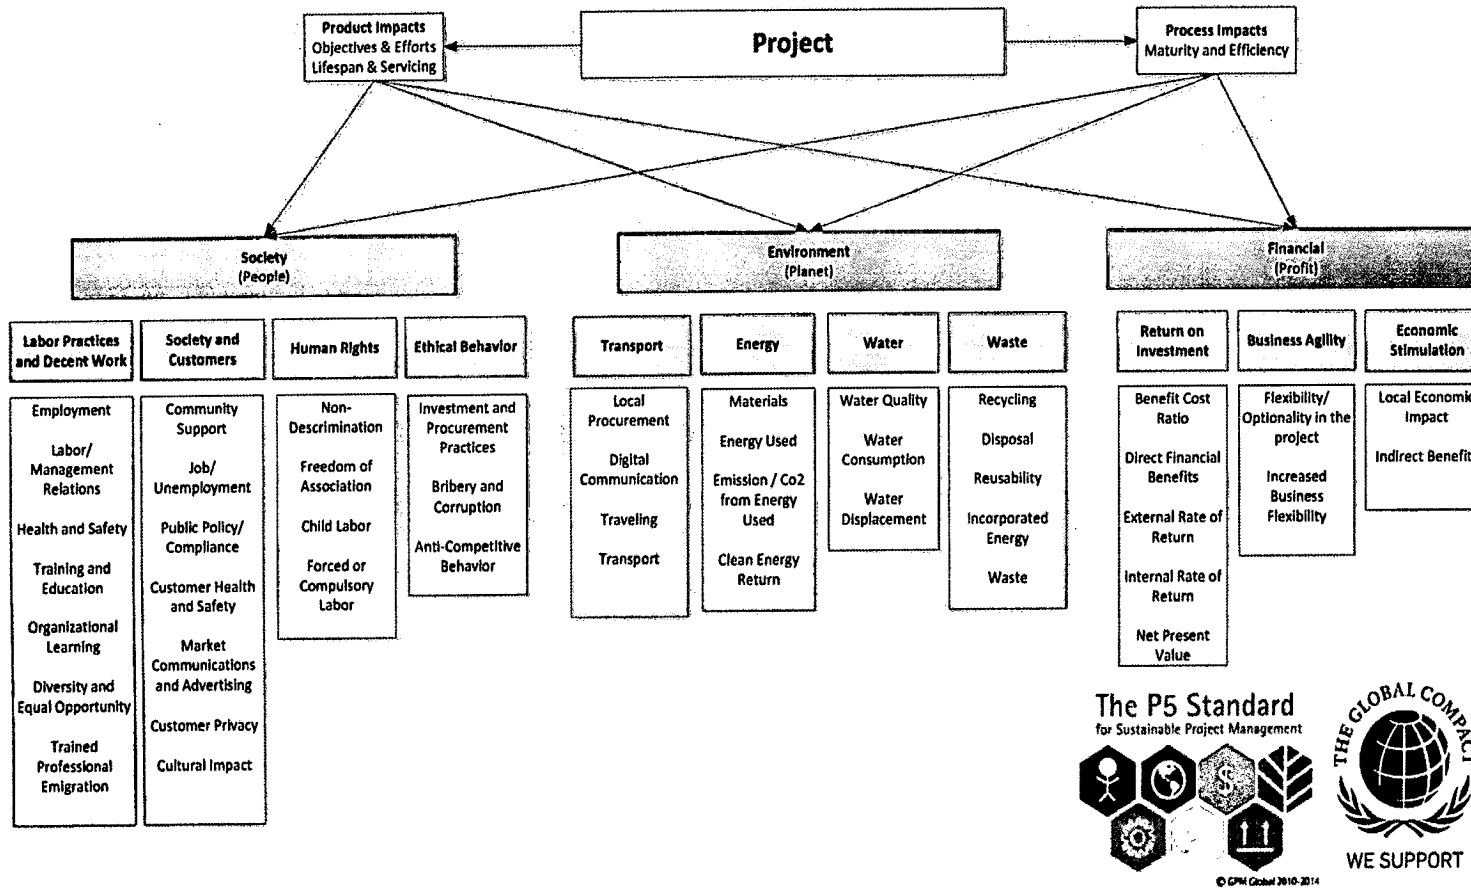 Product Impacts
Objectives & Efforts
Lifespan & Servicing
Project
Process Impacts
Maturity and Efficiency
Society
(People)
Environment
(Planet)
Financial
(Profit)
Labor Practices
and Decent Work
Society and
Customers
Human Rights
Ethical Behavior
Transport
Energy
Water
Waste
Return on
Investment
Business Agility
Economic
Stimulation
Employment
Labor/
Management
Relations
Health and Safety
Training and
Education
Organizational
Learning
Diversity and
Equal Opportunity
Trained
Professional
Emigration
Community
Support
Job/
Unemployment
Public Policy/
Compliance
Customer Health
and Safety
Market
Communications
and Advertising
Customer Privacy
Cultural Impact
Non-
Descrimination
Freedom of
Association
Child Labor
Forced or
Compulsory
Labor
Investment and
Procurement
Practices
Bribery and
Corruption
Anti-Competitive
Behavior
Local
Procurement
Digital
Communication
Traveling
Transport
Materials
Energy Used
Emission / Co2
from Energy
Used
Clean Energy
Return
Water Quality
Water
Consumption
Water
Displacement
Recycling
Disposal
Reusability
Incorporated
Energy
Waste
Benefit Cost
Ratio
Direct Financial
Benefits
External Rate of
Return
Internal Rate of
Return
Net Present
Value
Flexibility/
Optionality in the
project
Increased
Business
Flexibility
Local Economic
Impact
Indirect Benefits
The P5 Standard
for Sustainable Project Management
$
© GPM Global 2010-2014
THE GLOBAL COMPACT
WE SUPPORT